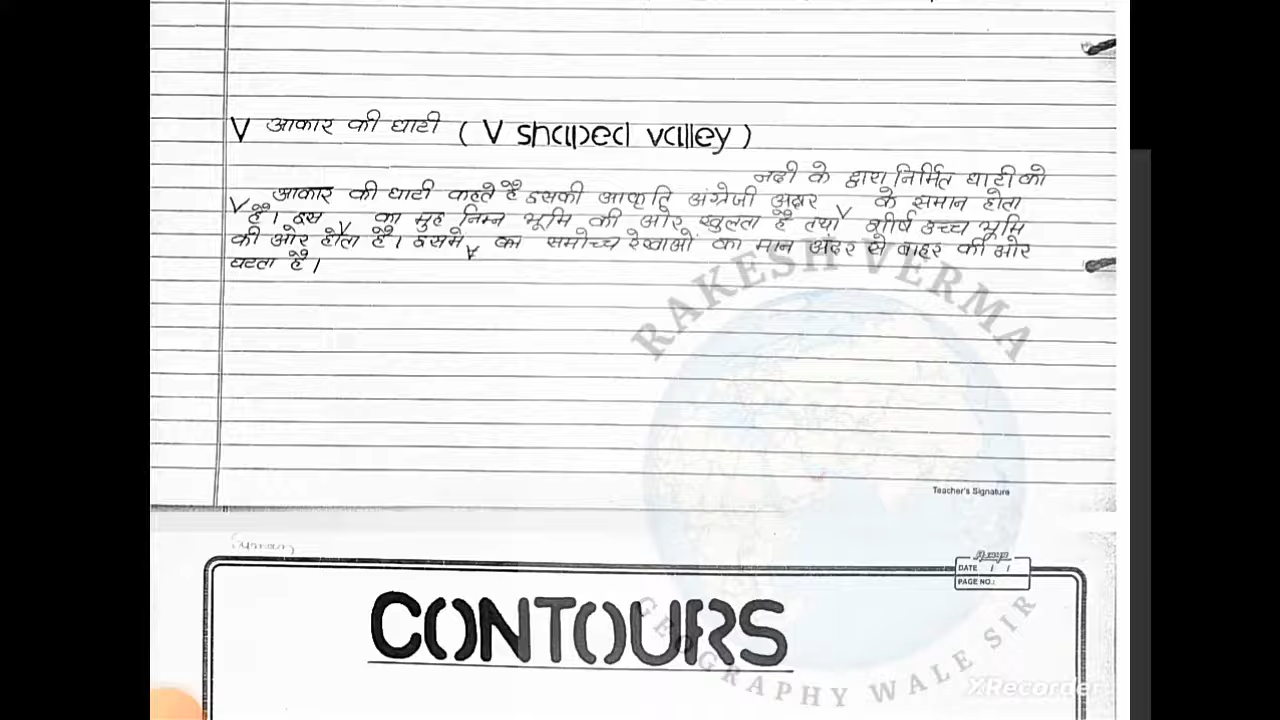 V आकार की घाटी ( V shaped valley )
नदी के द्वारा निर्मित घाटी को
V आकार की घाटी कहते है इसकी आकृति अंग्रेजी अक्षर V के समान होता
है। इस V का मुह निम्न भूमि की ओर खुलता है तथा शीर्ष उच्च भूमि
की ओर होता है। इसमे V का समोच्च रेखाओं का मान अंदर से बाहर की ओर
घटता है।
RAKESH VERMA
Teacher's Signature
Suman
DATE / /
PAGE NO.:
CONTOURS
GEOGRAPHY WALE SIR
XRecorder